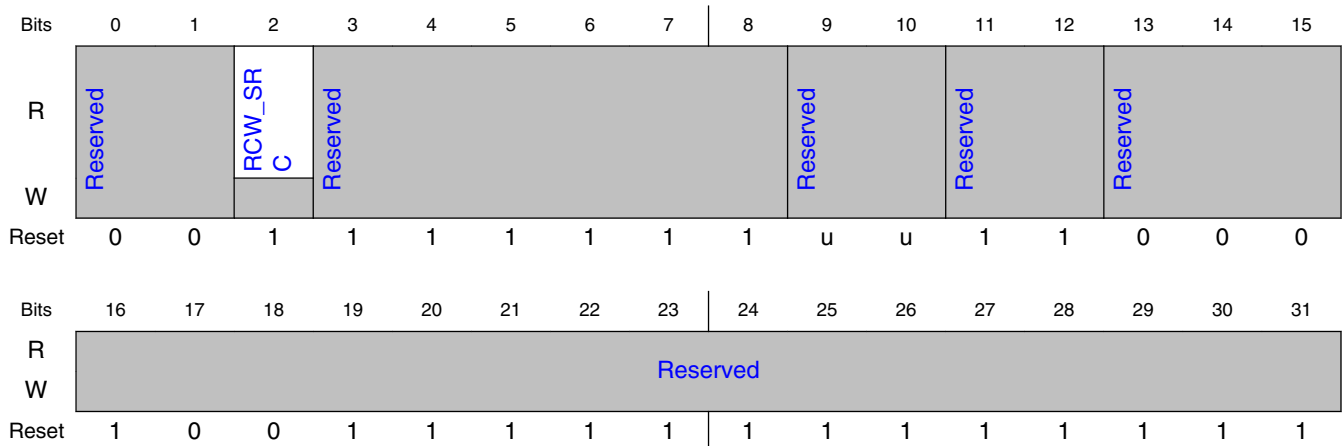 Bits 0 1 2 3 4 5 6 7 8 9 10 11 12 13 14 15
R Reserved RCW_SR
C Reserved Reserved Reserved Reserved
W
Reset 0 0 1 1 1 1 1 1 1 u u 1 1 0 0 0
Bits 16 17 18 19 20 21 22 23 24 25 26 27 28 29 30 31
R
Reserved
W
Reset 1 0 0 1 1 1 1 1 1 1 1 1 1 1 1 1